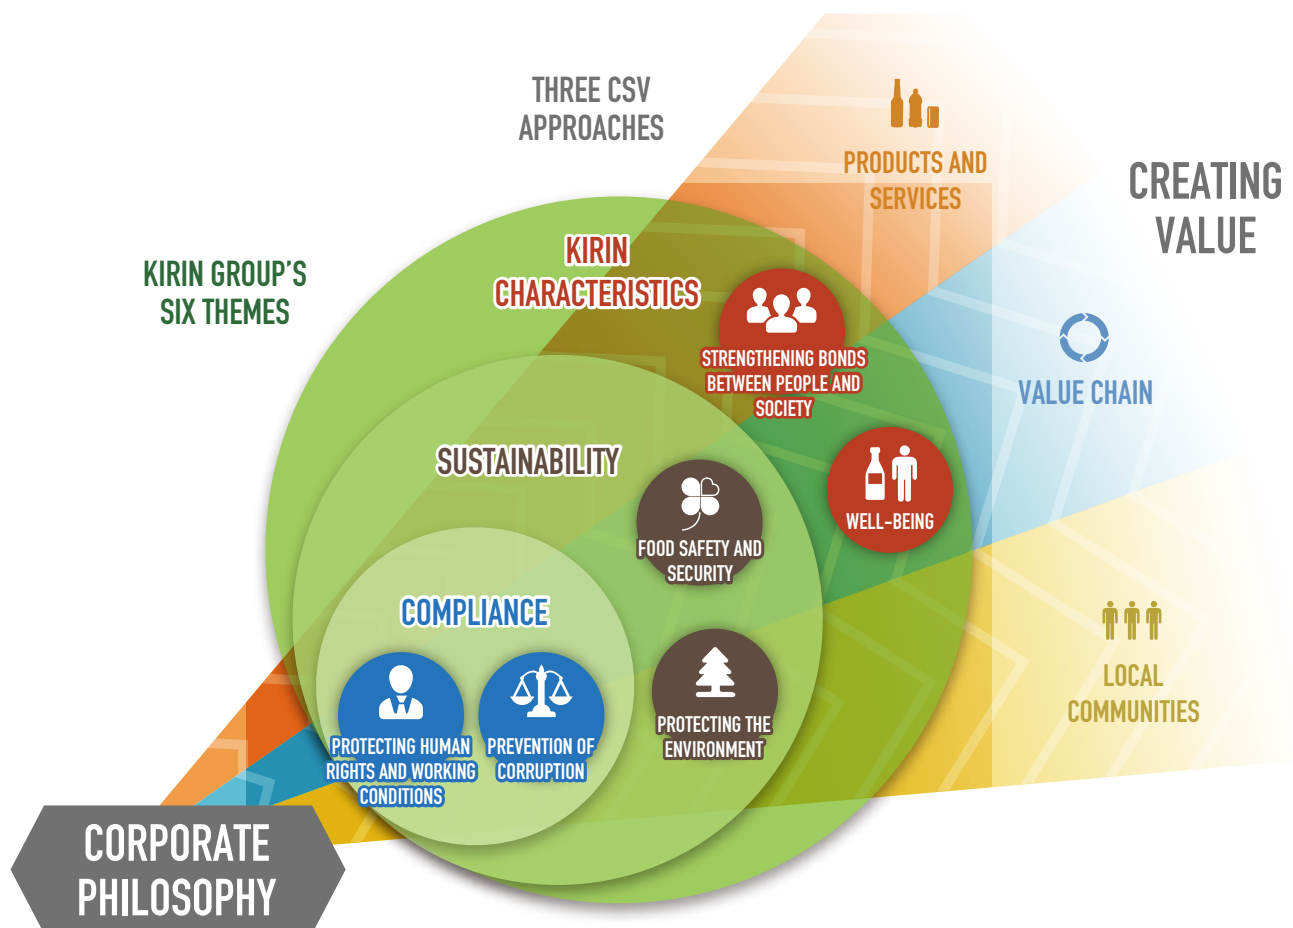 THREE CSV
APPROACHES
PRODUCTS AND
SERVICES
CREATING
VALUE
KIRIN GROUP'S
SIX THEMES
KIRIN
CHARACTERISTICS
STRENGTHENING BONDS
BETWEEN PEOPLE AND
SOCIETY
VALUE CHAIN
SUSTAINABILITY
WELL-BEING
FOOD SAFETY AND
SECURITY
COMPLIANCE
LOCAL
COMMUNITIES
PROTECTING THE
ENVIRONMENT
PROTECTING HUMAN
RIGHTS AND WORKING
CONDITIONS
PREVENTION OF
CORRUPTION
CORPORATE
PHILOSOPHY